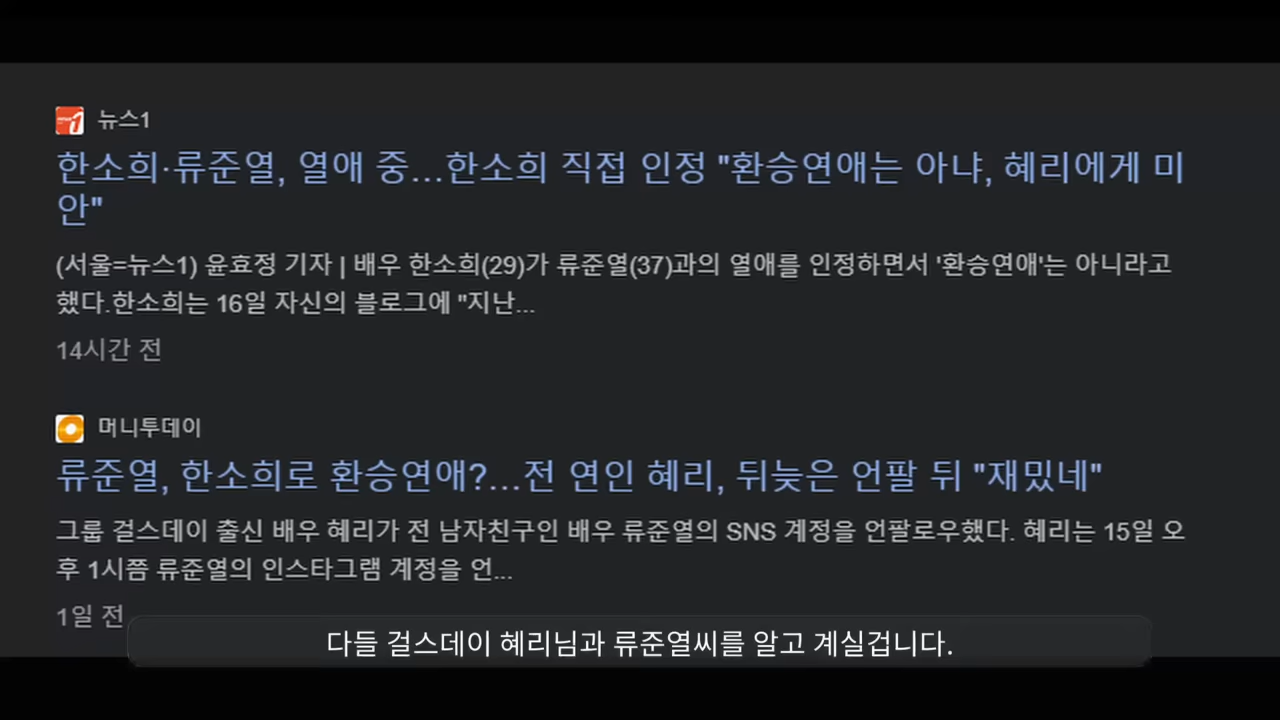 뉴스1
한소희·류준열, 열애 중...한소희 직접 인정 "환승연애는 아냐, 혜리에게 미
안"
(서울=뉴스1) 윤효정 기자 | 배우 한소희(29)가 류준열(37)과의 열애를 인정하면서 '환승연애'는 아니라고
했다.한소희는 16일 자신의 블로그에 "지난...
14시간 전
머니투데이
류준열, 한소희로 환승연애?...전 연인 혜리, 뒤늦은 언팔 뒤 "재밌네"
그룹 걸스데이 출신 배우 혜리가 전 남자친구인 배우 류준열의 SNS 계정을 언팔로우했다. 혜리는 15일 오
후 1시쯤 류준열의 인스타그램 계정을 언...
1일 전
다들 걸스데이 혜리님과 류준열씨를 알고 계실겁니다.